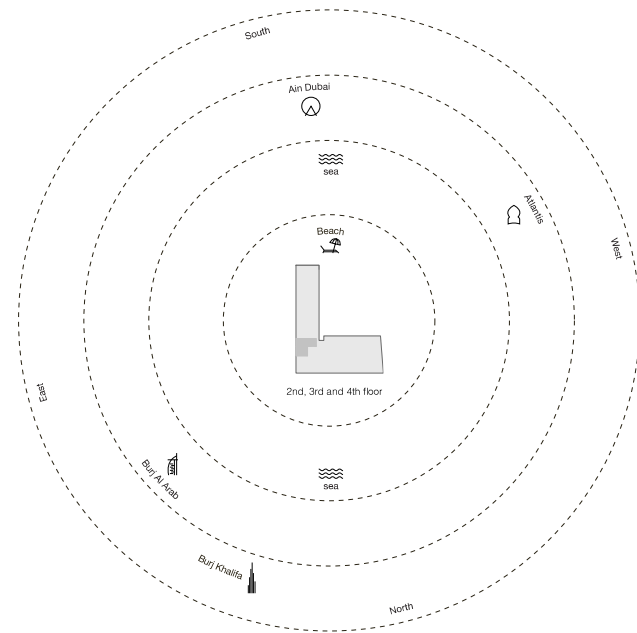 South
Ain Dubai
sea
Atlantis
Beach
West
East
2nd, 3rd and 4th floor
Burj Al Arab
sea
Burj Khalifa
North